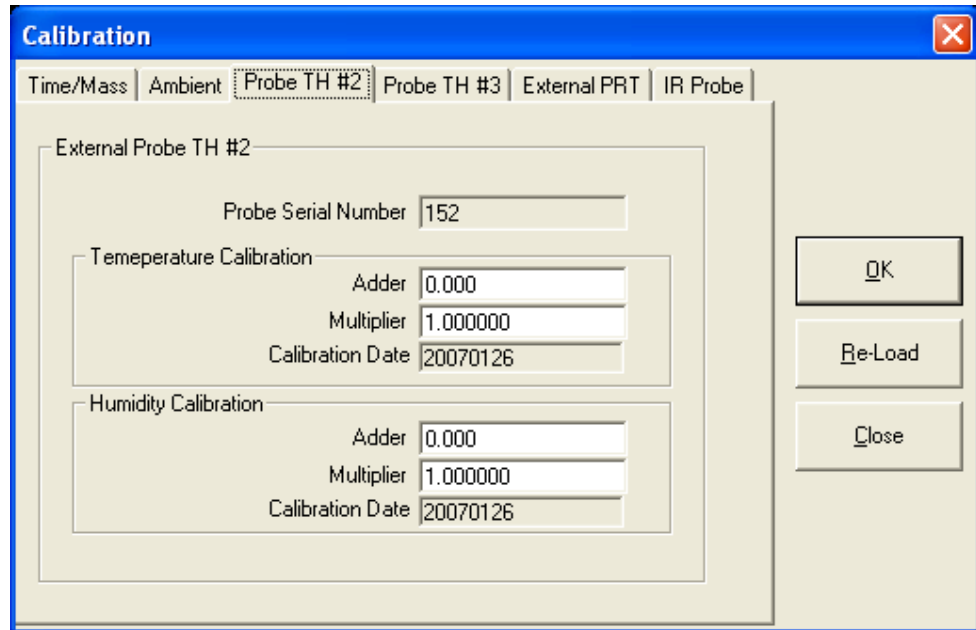 Calibration
Time/Mass Ambient Probe TH #2 Probe TH #3 External PRT IR Probe
External Probe TH #2
Probe Serial Number 152
Temeperature Calibration
Adder 0.000
Multiplier 1.000000
Calibration Date 20070126
Humidity Calibration
Adder 0.000
Multiplier 1.000000
Calibration Date 20070126
OK
Re-Load
Close